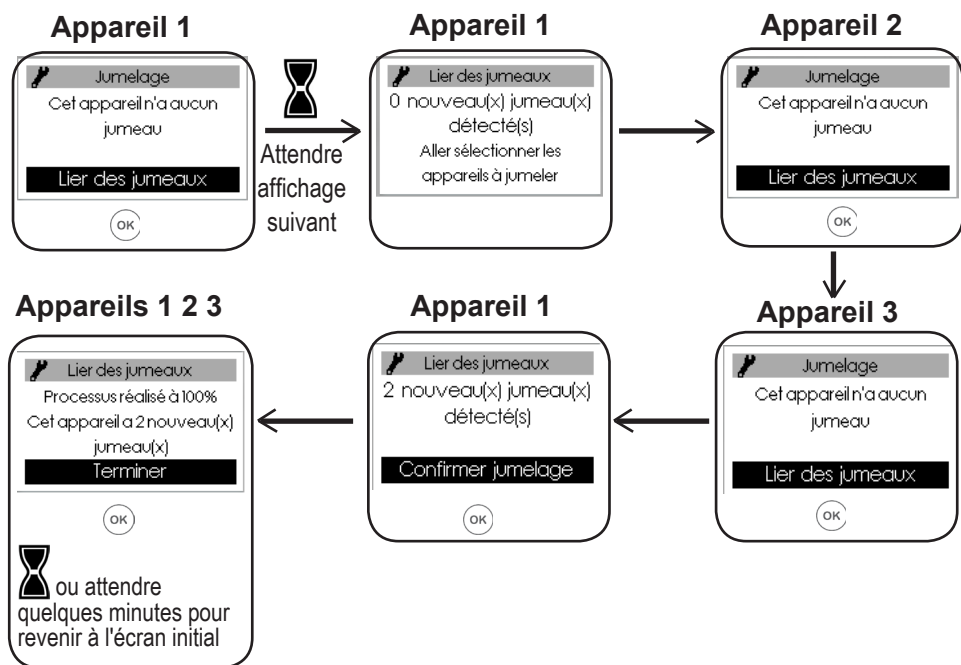 Appareil 1
Jumelage
Cet appareil n'a aucun
jumeau
Lier des jumeaux
OK
Attendre
affichage
suivant
Appareil 1
Lier des jumeaux
0 nouveau(x) jumeau(x)
détecté(s)
Aller sélectionner les
appareils à jumeler
Appareil 2
Jumelage
Cet appareil n'a aucun
jumeau
Lier des jumeaux
OK
Appareil 3
Jumelage
Cet appareil n'a aucun
jumeau
Lier des jumeaux
OK
Appareil 1
Lier des jumeaux
2 nouveau(x) jumeau(x)
détecté(s)
Confirmer jumelage
OK
Appareils 1 2 3
Lier des jumeaux
Processus réalisé à 100%
Cet appareil a 2 nouveau(x)
jumeau(x)
Terminer
OK
ou attendre
quelques minutes pour
revenir à l'écran initial